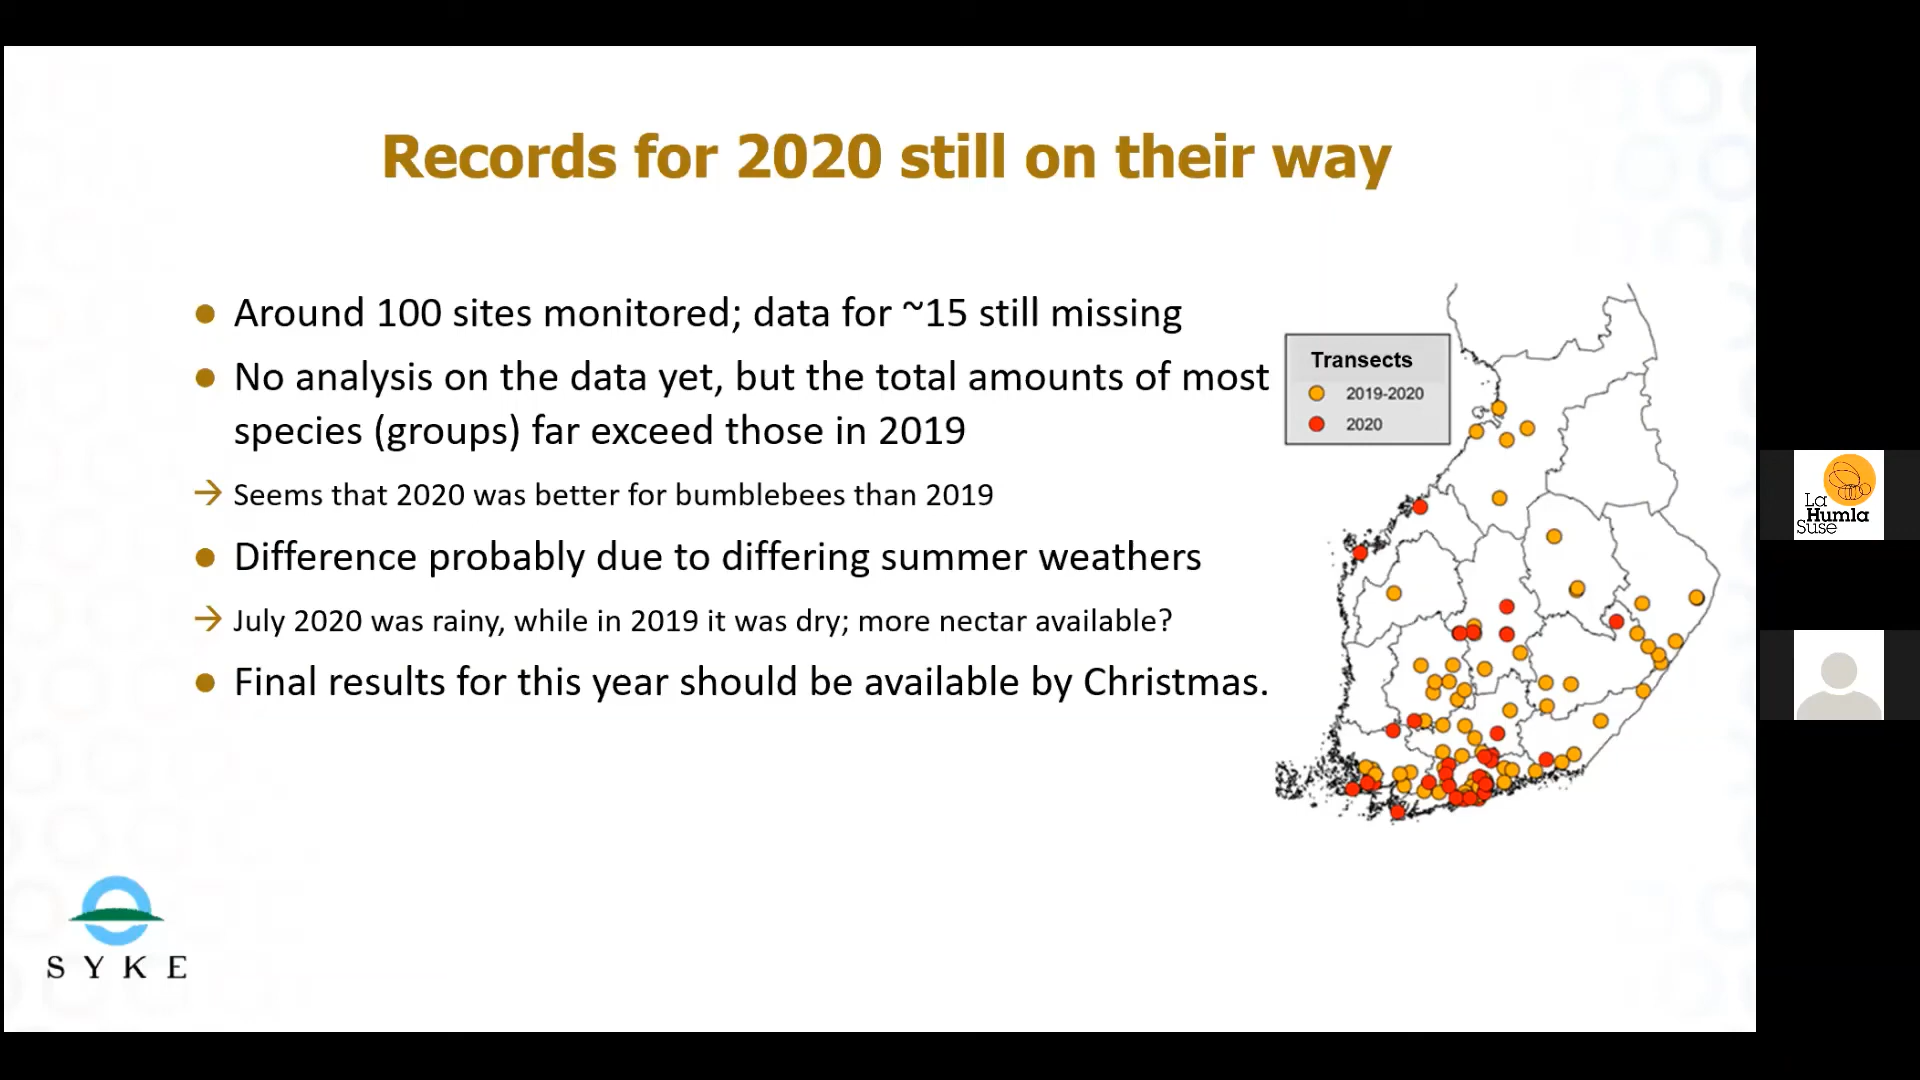 Records for 2020 still on their way
Around 100 sites monitored; data for ~15 still missing
No analysis on the data yet, but the total amounts of most
species (groups) far exceed those in 2019
→ Seems that 2020 was better for bumblebees than 2019
Difference probably due to differing summer weathers
→ July 2020 was rainy, while in 2019 it was dry; more nectar available?
Final results for this year should be available by Christmas.
Transects
2019-2020
2020
SYKE
La
Humla
Suse